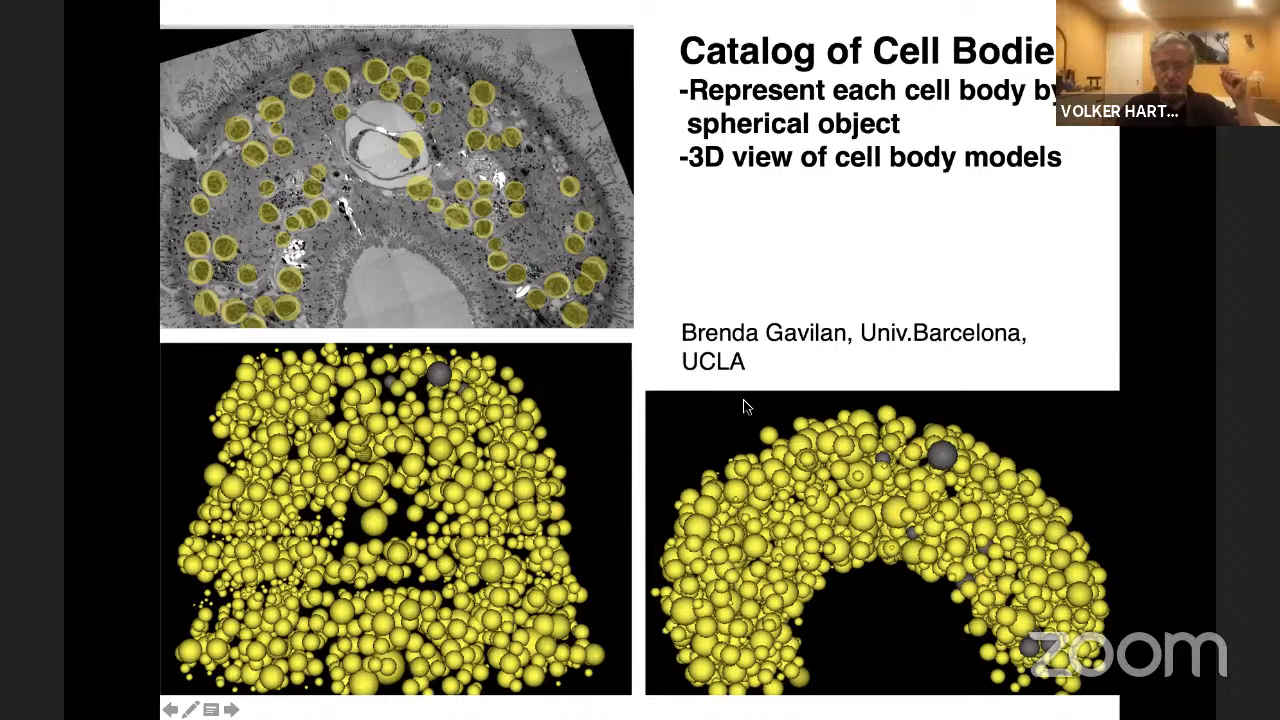 Catalog of Cell Bodie
-Represent each cell body by
spherical object
-3D view of cell body models
VOLKER HART...
Brenda Gavilan, Univ.Barcelona,
UCLA
zoom